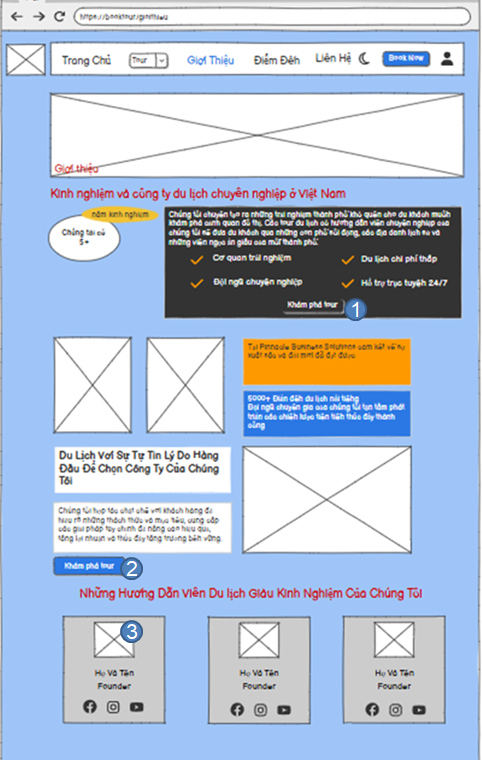 https://booktour/gioithieu
Trang Chủ
Tour
Giới Thiệu
Điểm Đến
Liên Hệ
Book Now
Giới thiệu
Kinh nghiệm và công ty du lịch chuyên nghiệp ở Việt Nam
năm kinh nghiệm
Chúng tôi có
5+
Chúng tôi chuyên tạo ra những trải nghiệm thành phố khó quên cho du khách muốn
khám phá cảnh quan đô thị. Các tour du lịch có hướng dẫn viên chuyên nghiệp của
chúng tôi sẽ đưa du khách qua những con phố sôi động, các địa danh lịch sử và
những viên ngọc ẩn giấu của mỗi thành phố.
Cơ quan trải nghiệm
Du lịch chi phí thấp
Đội ngũ chuyên nghiệp
Hỗ trợ trực tuyến 24/7
Khám phá tour
1
Tại Pinnacle Business Solutions cam kết về sự
xuất sắc và đổi mới đã đạt được
5000+ Điểm đến du lịch nổi tiếng
Đội ngũ chuyên gia của chúng tôi tận tâm phát
triển các chiến lược tiên tiến thúc đẩy thành
công
Du Lịch Với Sự Tự Tin Lý Do Hàng
Đầu Để Chọn Công Ty Của Chúng
Tôi
Chúng tôi hợp tác chặt chẽ với khách hàng để
hiểu rõ những thách thức và mục tiêu, cung cấp
các giải pháp tùy chỉnh để nâng cao hiệu quả,
tăng lợi nhuận và thúc đẩy tăng trưởng bền vững.
Khám phá tour
2
Những Hướng Dẫn Viên Du lịch Giàu Kinh Nghiệm Của Chúng Tôi
3
Họ Và Tên
Founder
Họ Và Tên
Founder
Họ Và Tên
Founder